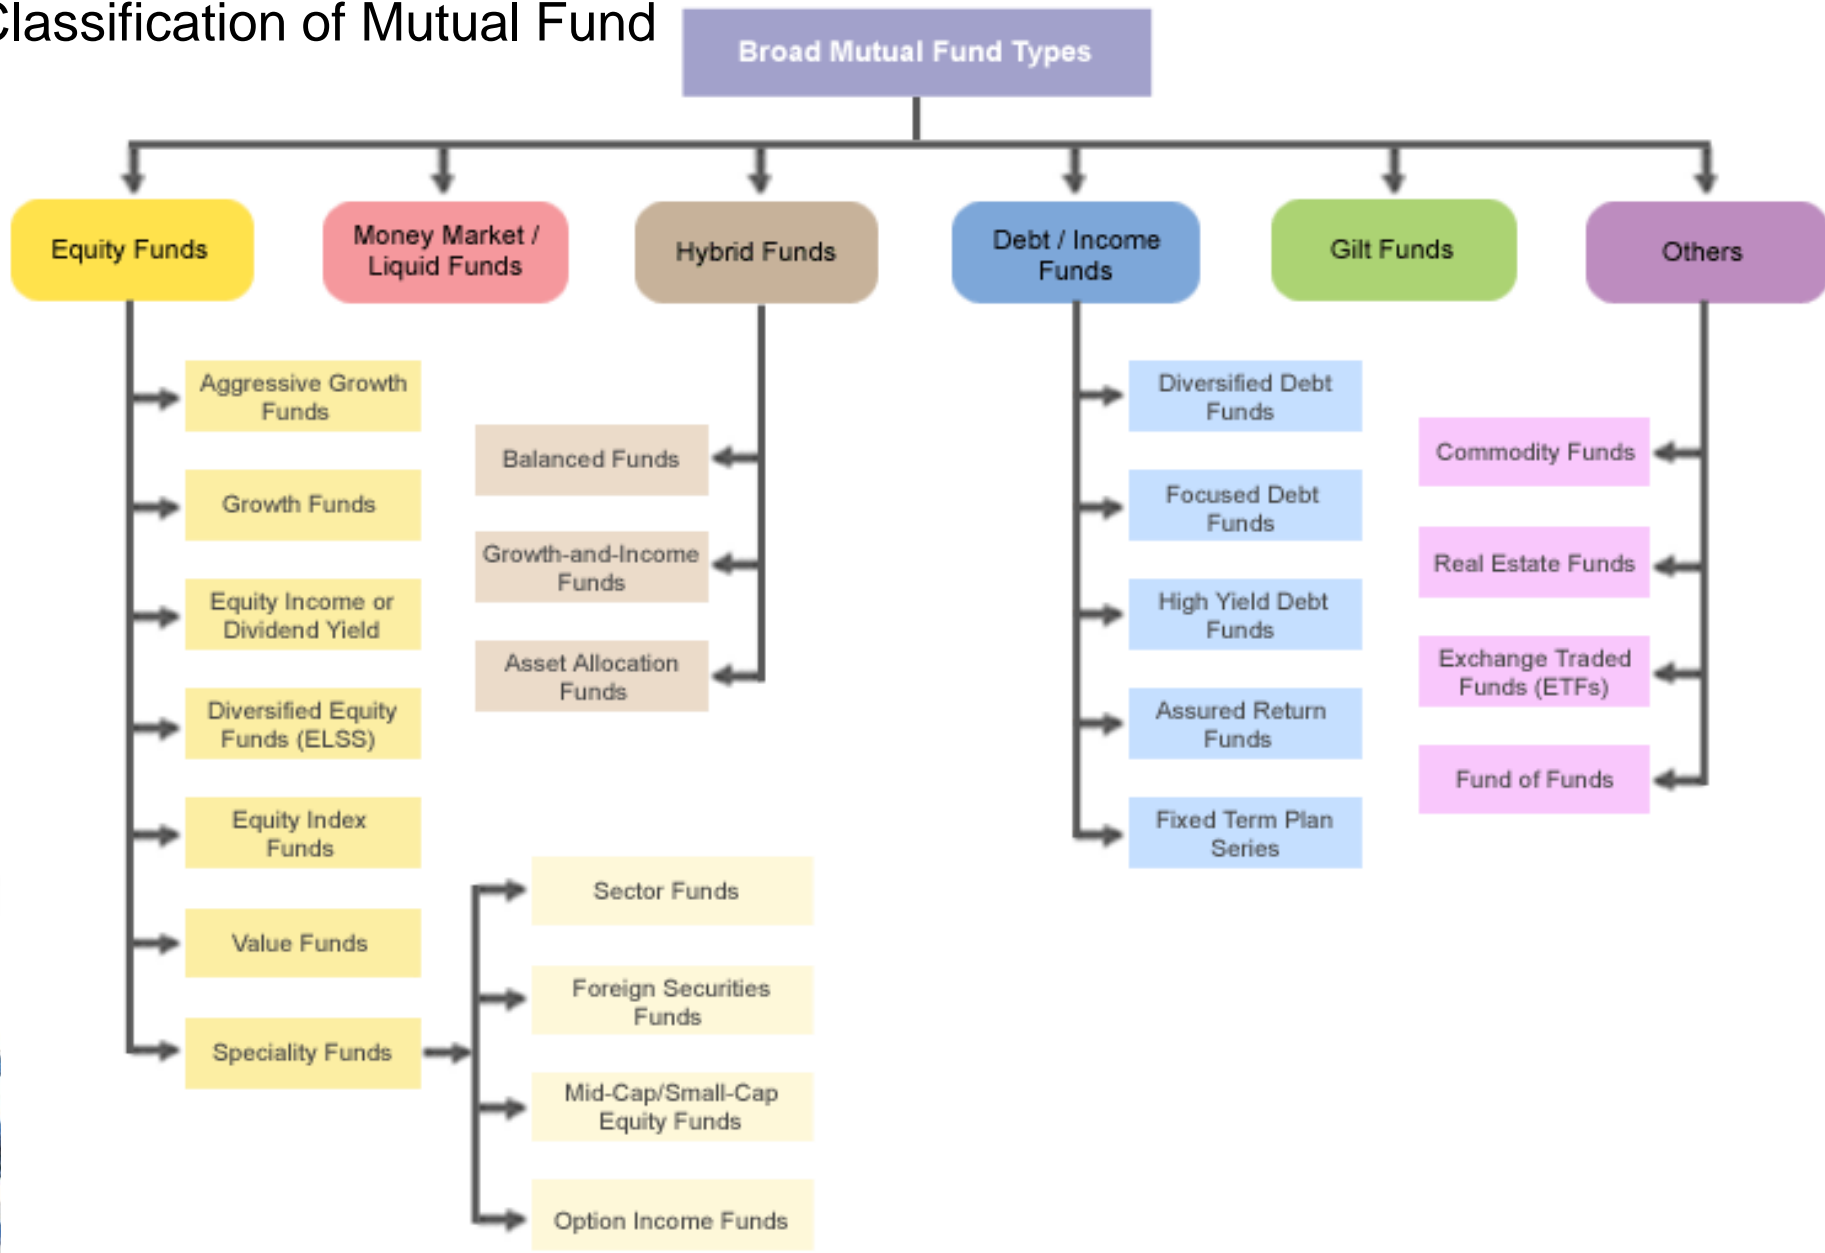 Classification of Mutual Fund
Broad Mutual Fund Types
Equity Funds
Money Market /
Liquid Funds
Hybrid Funds
Debt / Income
Funds
Gilt Funds
Others
Aggressive Growth
Funds
Growth Funds
Equity Income or
Dividend Yield
Diversified Equity
Funds (ELSS)
Equity Index
Funds
Value Funds
Speciality Funds
Sector Funds
Foreign Securities
Funds
Mid-Cap/Small-Cap
Equity Funds
Option Income Funds
Balanced Funds
Growth-and-Income
Funds
Asset Allocation
Funds
Diversified Debt
Funds
Focused Debt
Funds
High Yield Debt
Funds
Assured Return
Funds
Fixed Term Plan
Series
Commodity Funds
Real Estate Funds
Exchange Traded
Funds (ETFs)
Fund of Funds